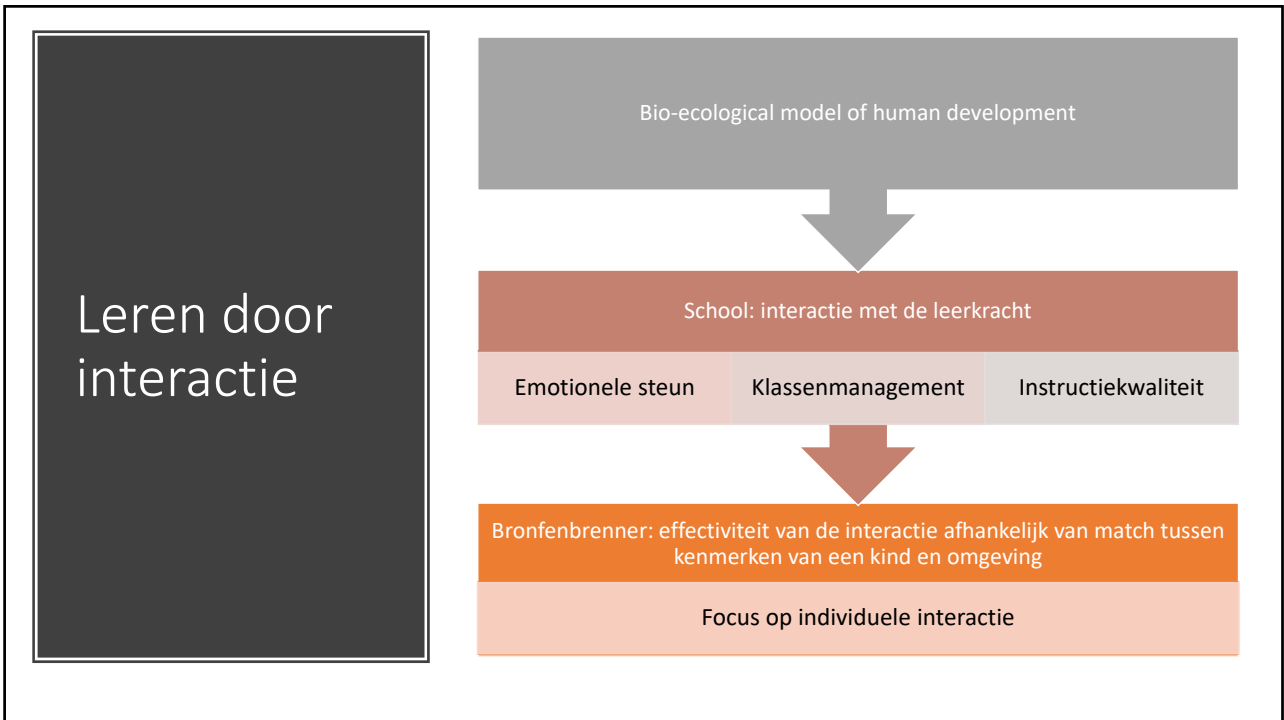 Leren door
interactie
Bio-ecological model of human development
School: interactie met de leerkracht
Emotionele steun
Klassenmanagement
Instructiekwaliteit
Bronfenbrenner: effectiviteit van de interactie afhankelijk van match tussen
kenmerken van een kind en omgeving
Focus op individuele interactie